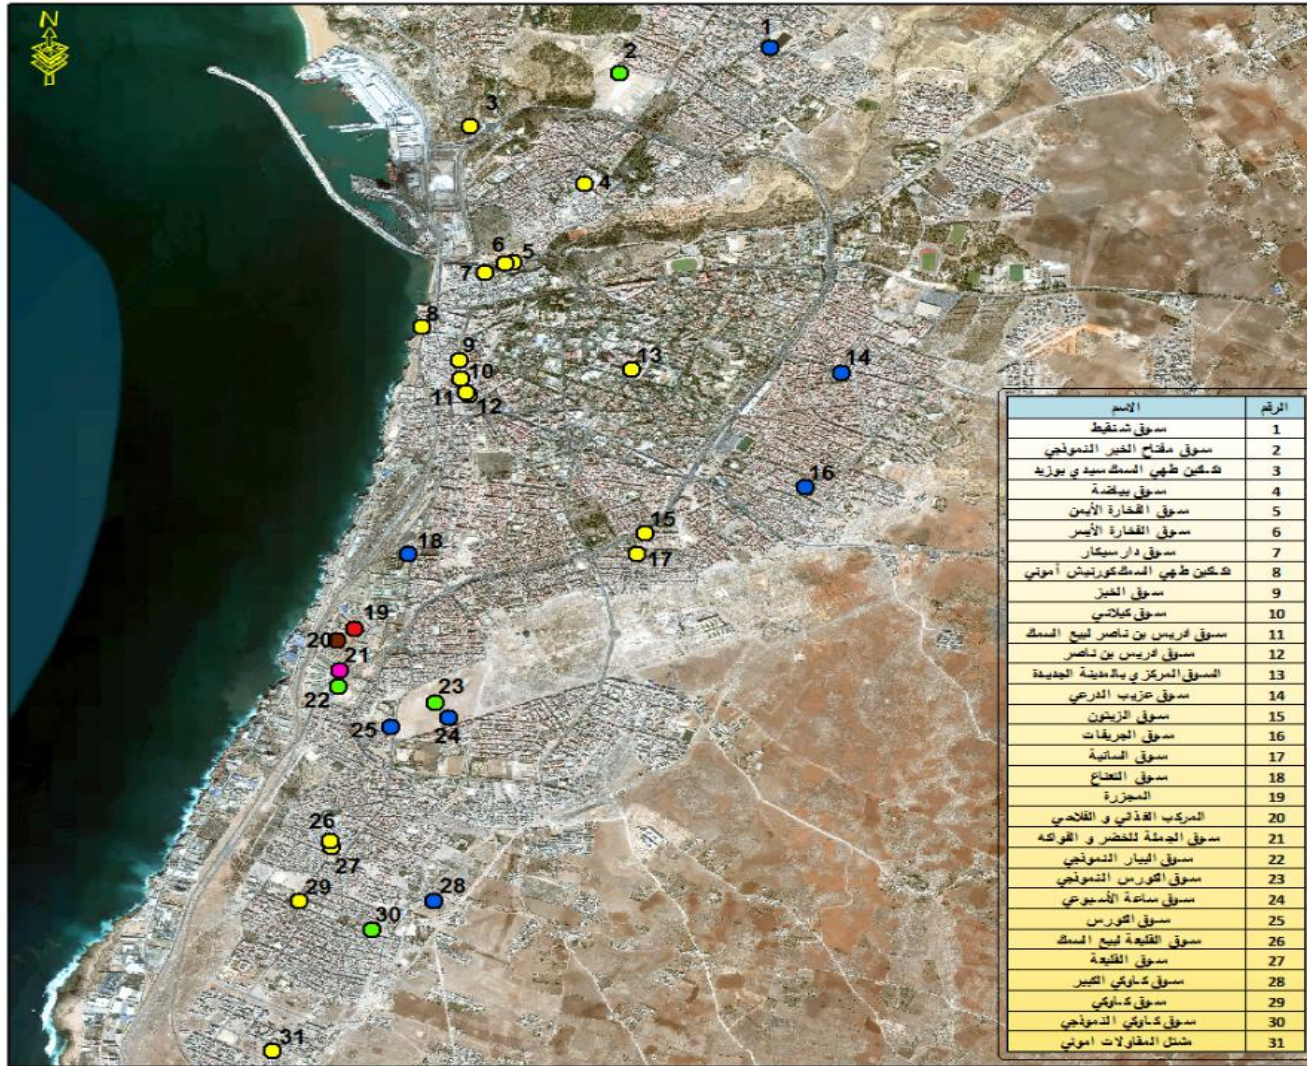 N
1
2
3
4
6 5
7
8
9
13
14
10
11 12
16
15
17
18
19
20
21
22
23
24
25
26
27
28
29
30
31
الرقم الاسم
1 سوق شنقيط
2 سوق مفتاح الخير النموذجي
3 دكاكين طهي السمك سيدي بوزيد
4 سوق بياضة
5 سوق الفخارة الأيمن
6 سوق الفخارة الأيسر
7 سوق دار سيكار
8 دكاكين طهي السمك كورنيش أموني
9 سوق الخبز
10 سوق كيلاني
11 سوق ادريس بن ناصر لبيع السمك
12 سوق ادريس بن ناصر
13 السوق المركزي بالمدينة الجديدة
14 سوق عزيب الدرعي
15 سوق الزيتون
16 سوق الجريفات
17 سوق السانية
18 سوق النعناع
19 المجزرة
20 المركب الغذائي و الفلاحي
21 سوق الجملة للخضر و الفواكه
22 سوق البيار النموذجي
23 سوق الكورس النموذجي
24 سوق ساعة الأسبوعي
25 سوق الكورس
26 سوق القليعة لبيع السمك
27 سوق القليعة
28 سوق كاوكي الكبير
29 سوق كاوكي
30 سوق كاوكي النموذجي
31 مشتل المقاولات اموني